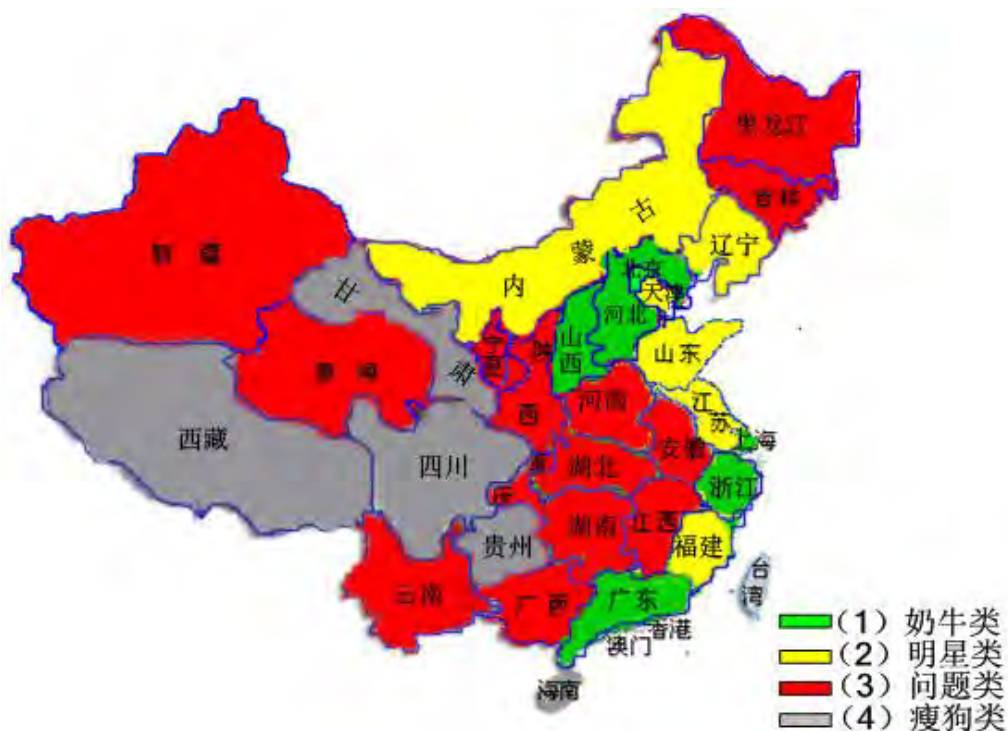 黑龙江
吉林
辽宁
内蒙古
新疆
甘肃
北京
天津
河北
山西
宁夏
陕西
山东
青海
西藏
四川
河南
江苏
上海
安徽
湖北
重庆
浙江
贵州
湖南
江西
福建
云南
广西
广东
台湾
香港
澳门
海南
(1) 奶牛类
(2) 明星类
(3) 问题类
(4) 瘦狗类